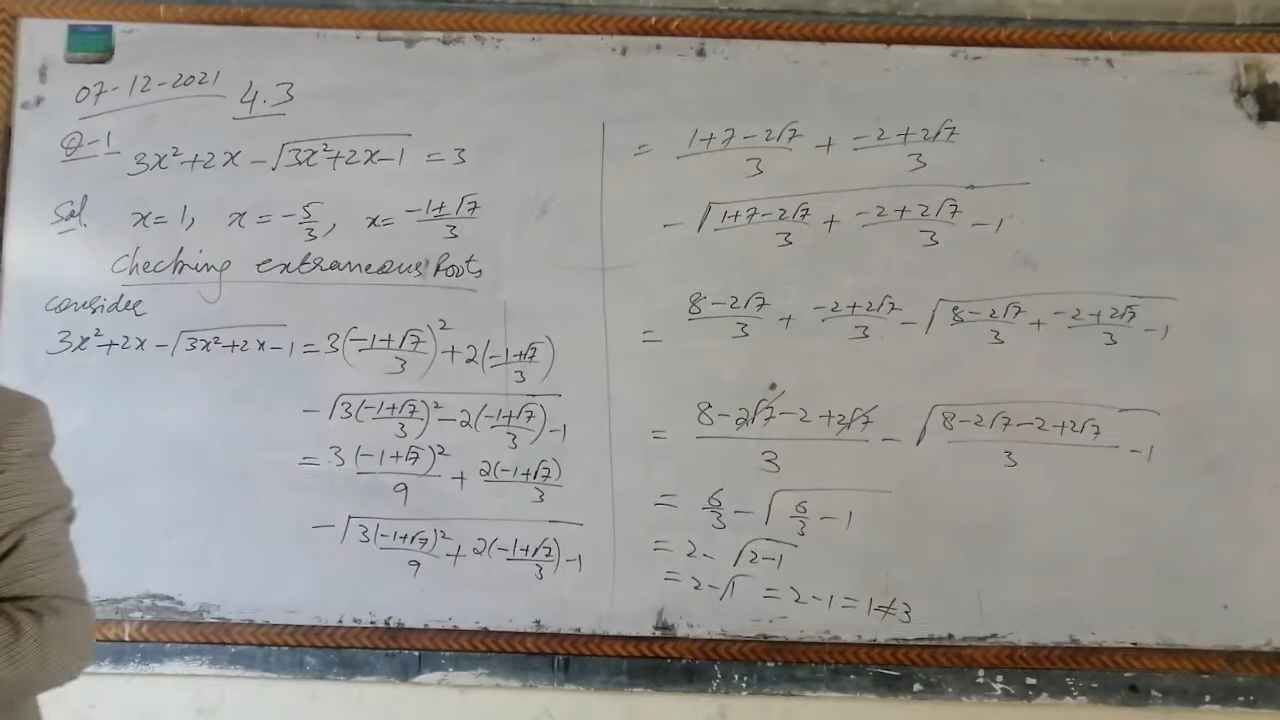 07-12-2021 4.3
Q-1 3x²+2x-√(3x²+2x-1) = 3
Sol. x=1, x=-5/3, x=(-1±√7)/3
Checking extraneous Roots
consider
3x²+2x-√(3x²+2x-1) = 3((-1+√7)/3)²+2((-1+√7)/3)
-√(3((-1+√7)/3)²-2((-1+√7)/3)-1)
= 3(-1+√7)²/9 + 2(-1+√7)/3
-√(3(-1+√7)²/9 + 2(-1+√7)/3 -1)
= (1+7-2√7)/3 + (-2+2√7)/3
-√((1+7-2√7)/3 + (-2+2√7)/3 -1)
= (8-2√7)/3 + (-2+2√7)/3 -√((8-2√7)/3 + (-2+2√7)/3 -1)
= (8-2√7-2+2√7)/3 -√((8-2√7-2+2√7)/3 -1)
= 6/3 -√(6/3 -1)
= 2-√(2-1)
= 2-√1 = 2-1 = 1≠3